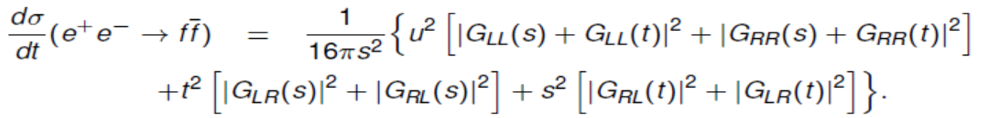 dσ/dt (e⁺e⁻ → ff̄) = 1/16πs² {u² [|G_LL(s) + G_LL(t)|² + |G_RR(s) + G_RR(t)|²]
+t² [|G_LR(s)|² + |G_RL(s)|²] + s² [|G_RL(t)|² + |G_LR(t)|²]}.